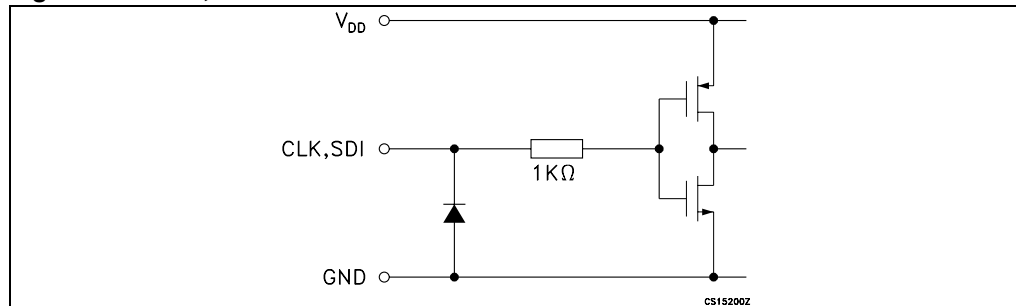 V_DD
CLK,SDI
1KΩ
GND
CS15200Z